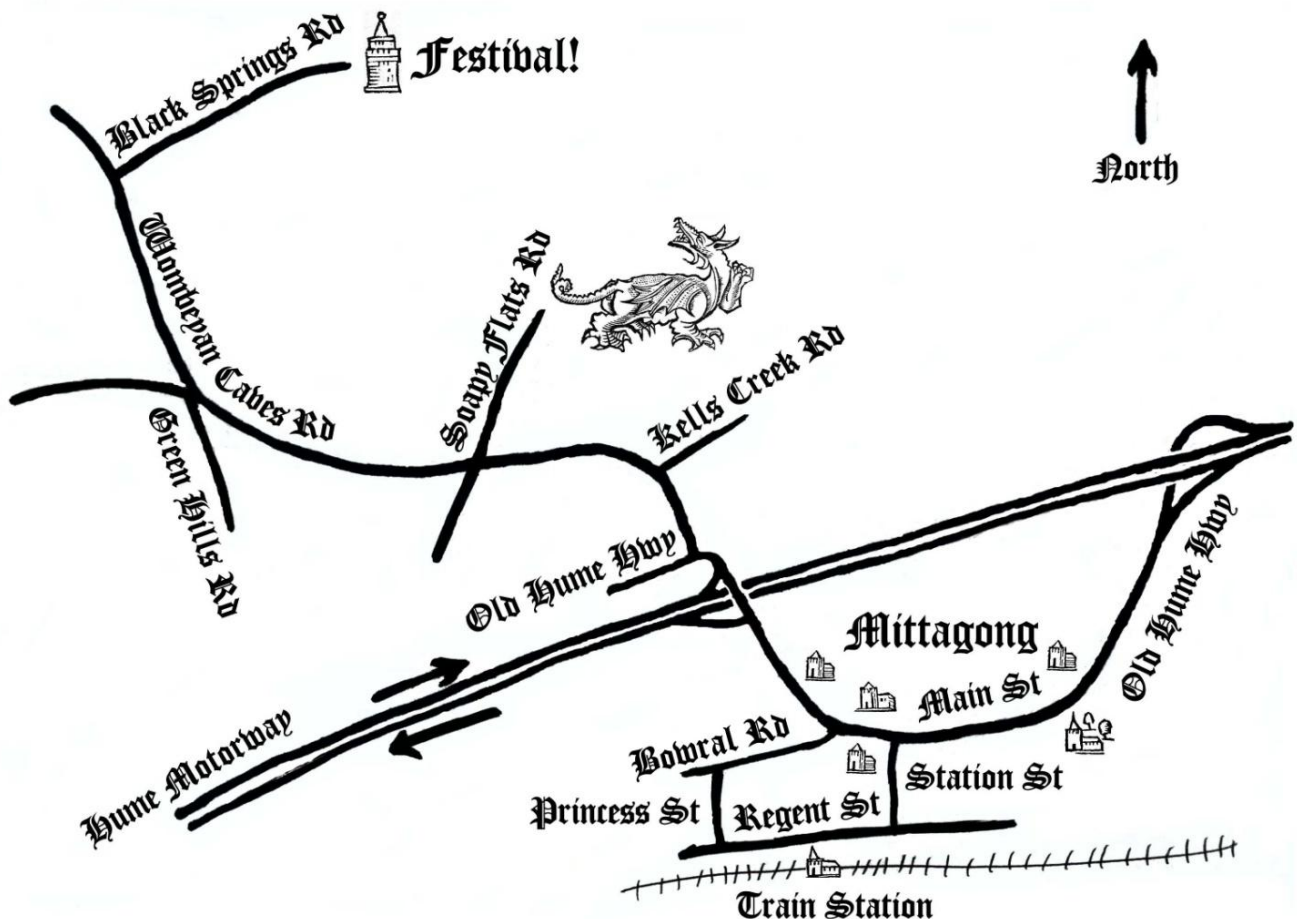 Black Springs Rd
Festival!
North
Wombeyan Caves Rd
Soapy Flats Rd
Kells Creek Rd
Green Hills Rd
Old Hume Hwy
Old Hume Hwy
Mittagong
Main St
Hume Motorway
Bowral Rd
Station St
Princess St
Regent St
Train Station